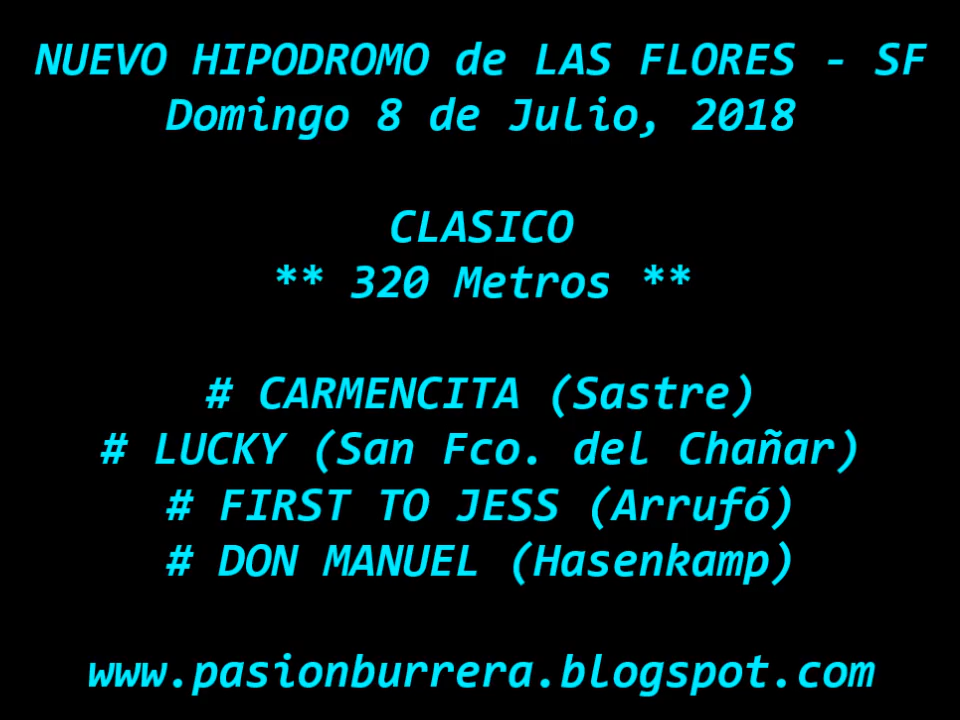 NUEVO HIPODROMO de LAS FLORES - SF
Domingo 8 de Julio, 2018
CLASICO
** 320 Metros **
# CARMENCITA (Sastre)
# LUCKY (San Fco. del Chañar)
# FIRST TO JESS (Arrufó)
# DON MANUEL (Hasenkamp)
www.pasionburrera.blogspot.com